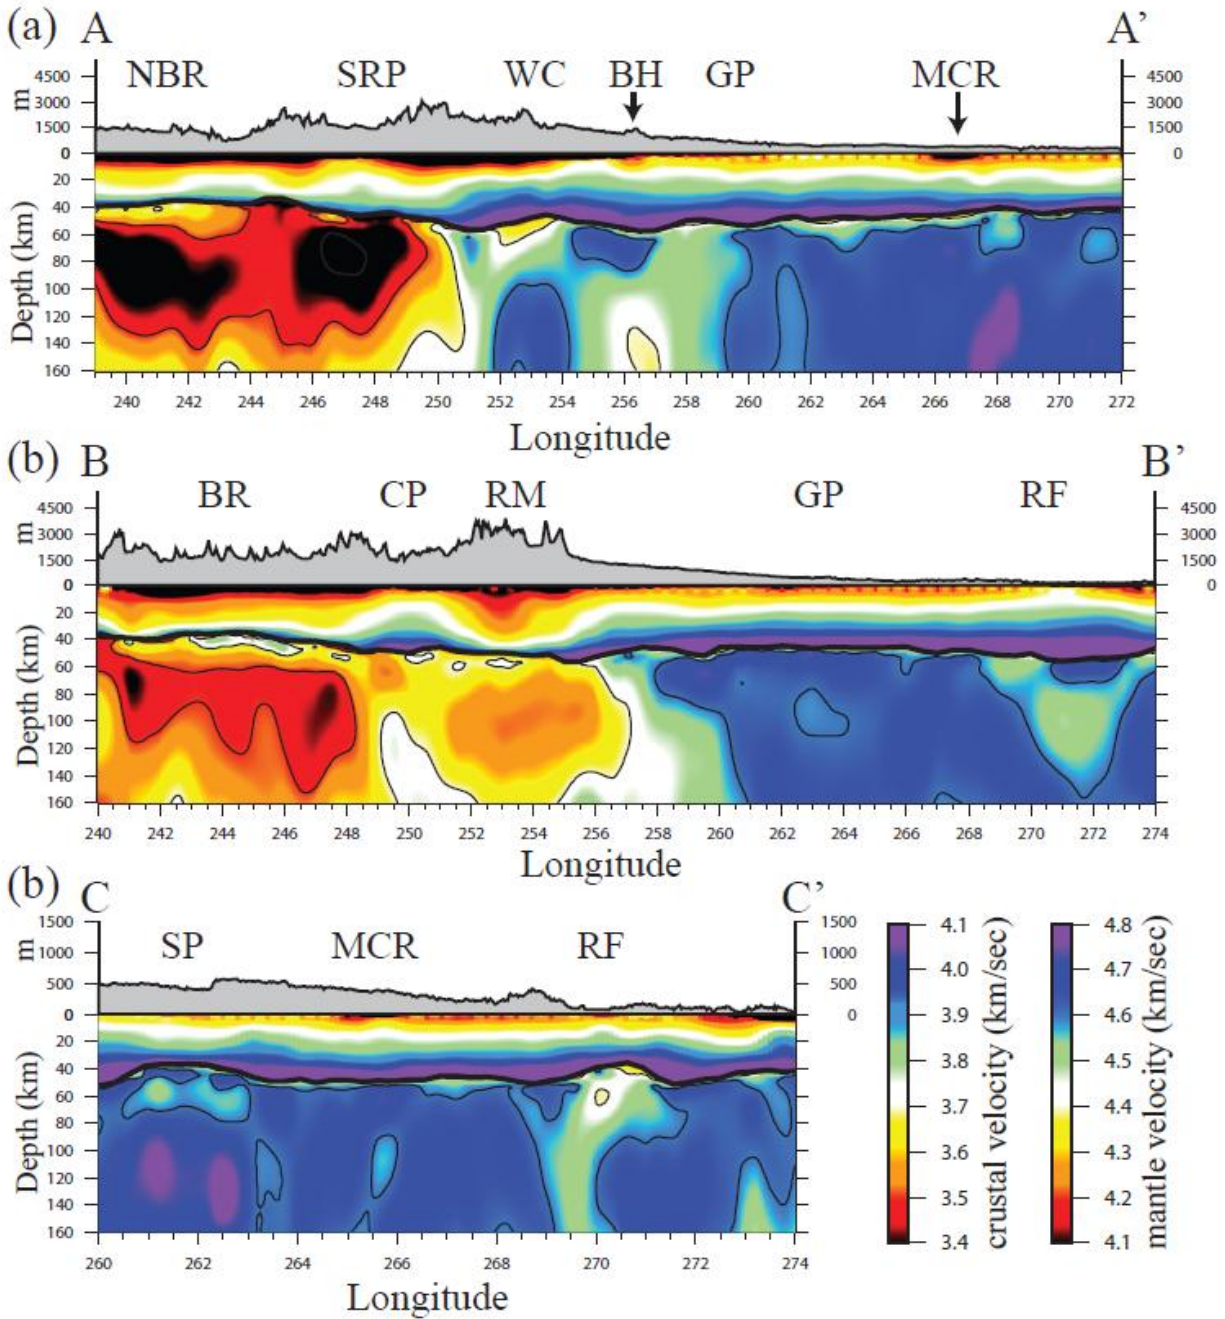 (a) A A’
NBR SRP WC BH GP MCR
m
4500 4500
3000 3000
1500 1500
0 0
20
40
60
80
100
120
140
160
Depth (km)
240 242 244 246 248 250 252 254 256 258 260 262 264 266 268 270 272
Longitude
(b) B B’
BR CP RM GP RF
m
4500 4500
3000 3000
1500 1500
0 0
20
40
60
80
100
120
140
160
Depth (km)
240 242 244 246 248 250 252 254 256 258 260 262 264 266 268 270 272 274
Longitude
(b) C C’
SP MCR RF
m
1500 1500
1000 1000
500 500
0 0
20
40
60
80
100
120
140
160
Depth (km)
260 262 264 266 268 270 272 274
Longitude
4.1
4.0
3.9
3.8
3.7
3.6
3.5
3.4
crustal velocity (km/sec)
4.8
4.7
4.6
4.5
4.4
4.3
4.2
4.1
mantle velocity (km/sec)